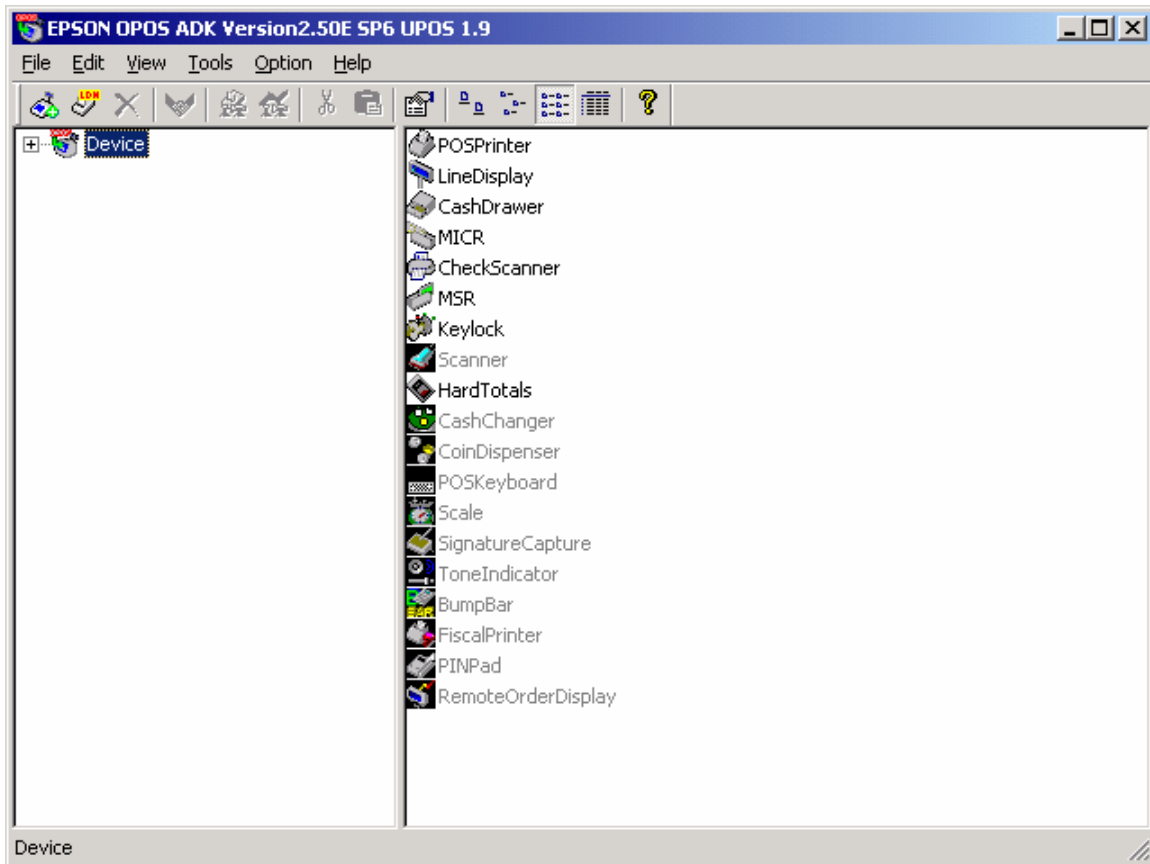 EPSON OPOS ADK Version2.50E SP6 UPOS 1.9
File Edit View Tools Option Help
Device
POSPrinter
LineDisplay
CashDrawer
MICR
CheckScanner
MSR
Keylock
Scanner
HardTotals
CashChanger
CoinDispenser
POSKeyboard
Scale
SignatureCapture
ToneIndicator
BumpBar
FiscalPrinter
PINPad
RemoteOrderDisplay
Device